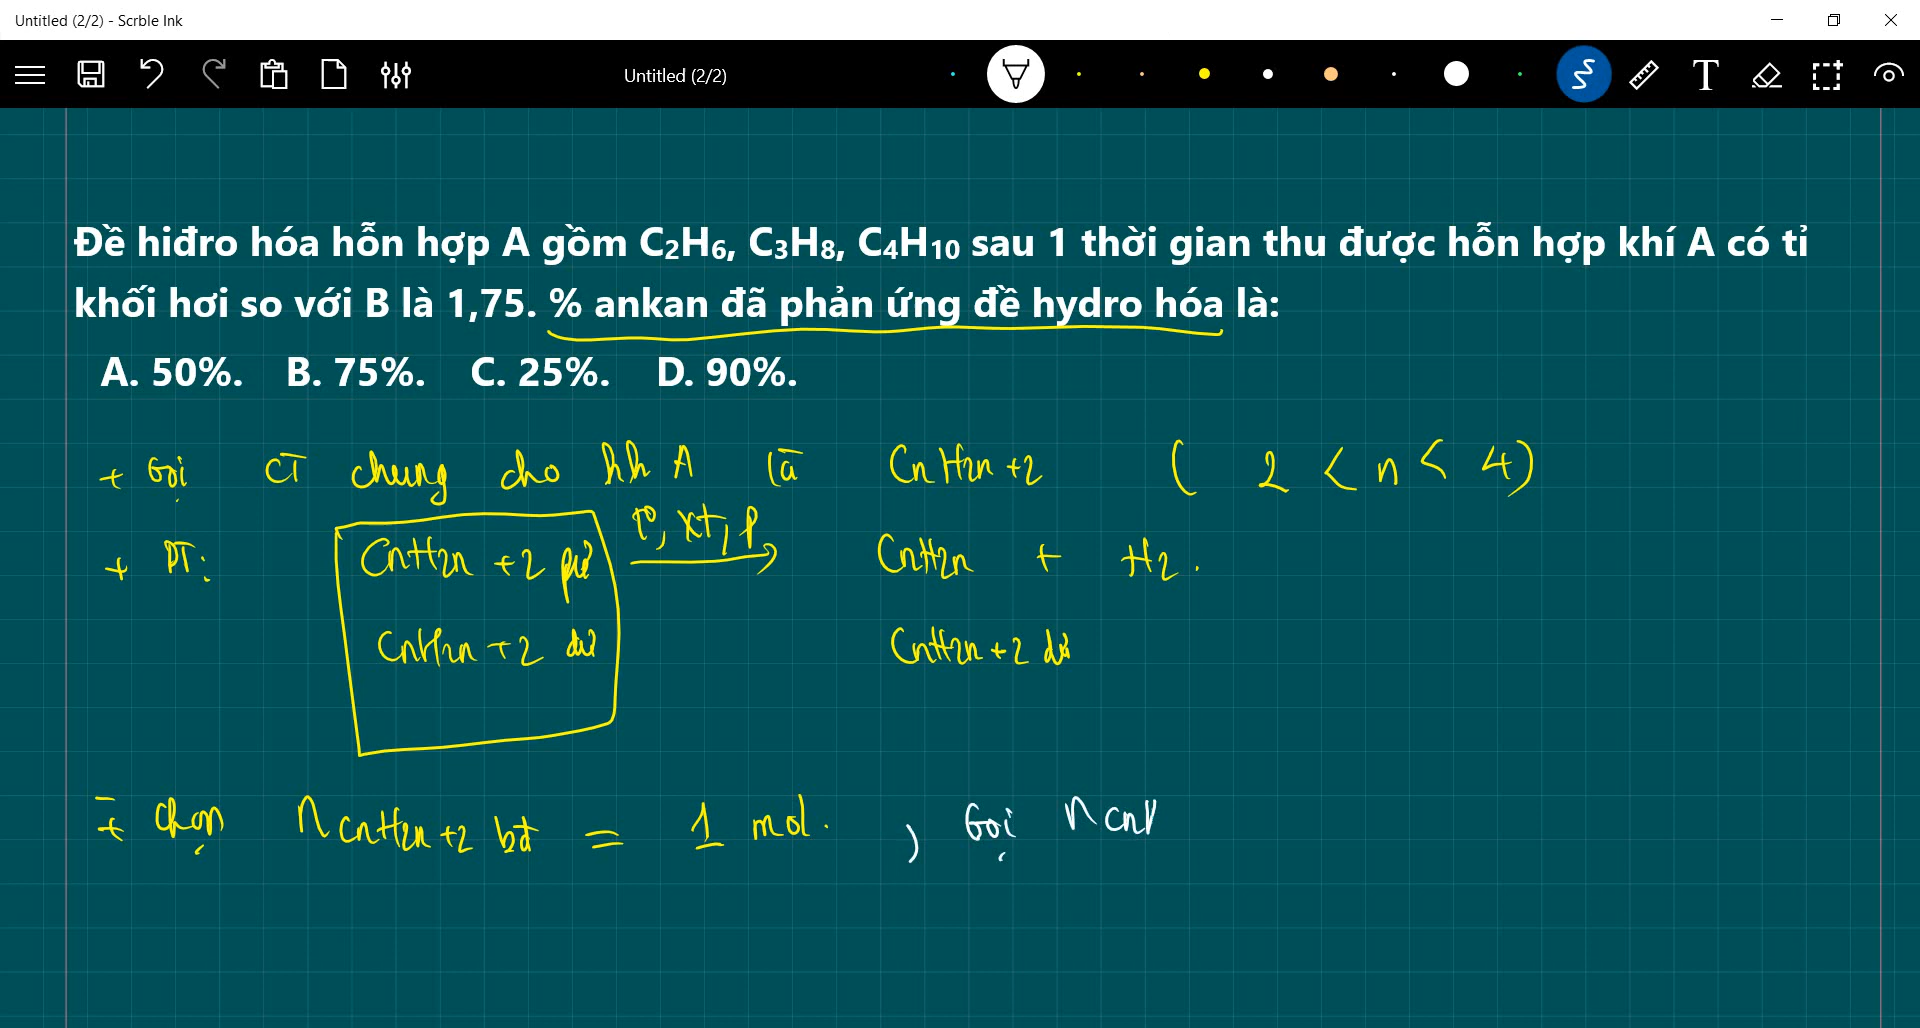 Untitled (2/2) - Scrble Ink
Untitled (2/2)
T
Đề hiđro hóa hỗn hợp A gồm C₂H₆, C₃H₈, C₄H₁₀ sau 1 thời gian thu được hỗn hợp khí A có tỉ
khối hơi so với B là 1,75. % ankan đã phản ứng đề hydro hóa là:
A. 50%. B. 75%. C. 25%. D. 90%.
+ Gọi CT chung cho hh A là CnH2n+2 ( 2 < n < 4)
+ PT: CnH2n+2 pứ t°, xt, p → CnH2n + H2.
CnH2n+2 dư CnH2n+2 dư
+ Chọn nCnH2n+2 bđ = 1 mol. , Gọi nCnH